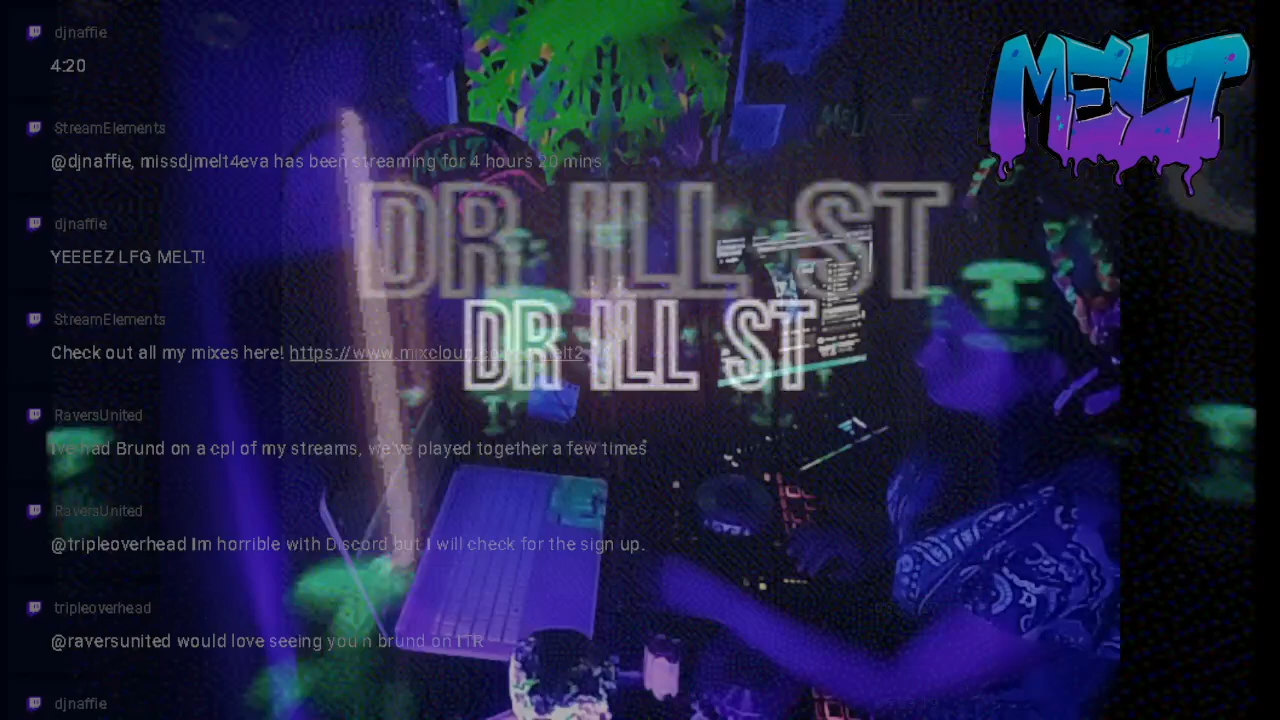 djnaffie
4:20
StreamElements
@djnaffie, missdjmelt4eva has been streaming for 4 hours 20 mins
djnaffie
YEEEEZ LFG MELT!
StreamElements
Check out all my mixes here! https://www.mixcloud.
RaversUnited
I've had Brund on a cpl of my streams, we've played together a few times
RaversUnited
@tripleoverhead Im horrible with Discord but I will check for the sign up.
tripleoverhead
@raversunited would love seeing you n brund on ITR
djnaffie
MELT
DR ILL ST
DR ILL ST